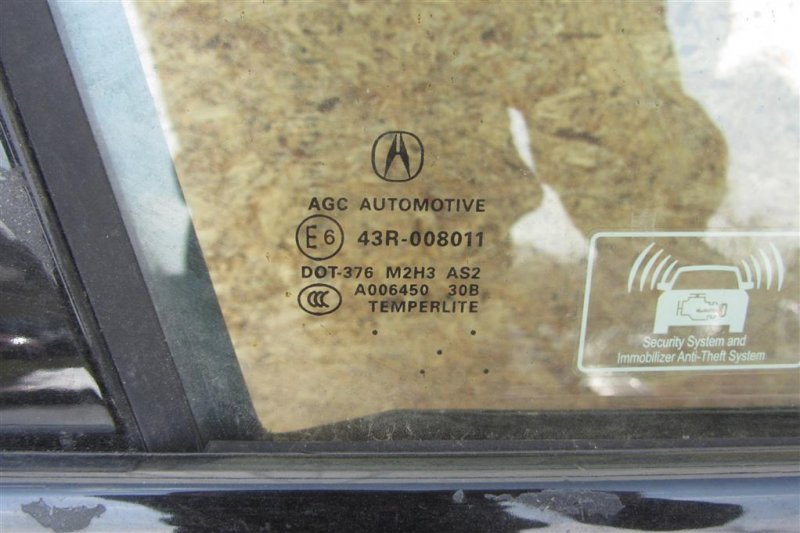 AGC AUTOMOTIVE
E6 43R-008011
DOT-376 M2H3 AS2
CCC A006450 30B
TEMPERLITE
Security System and
Immobilizer Anti-Theft System